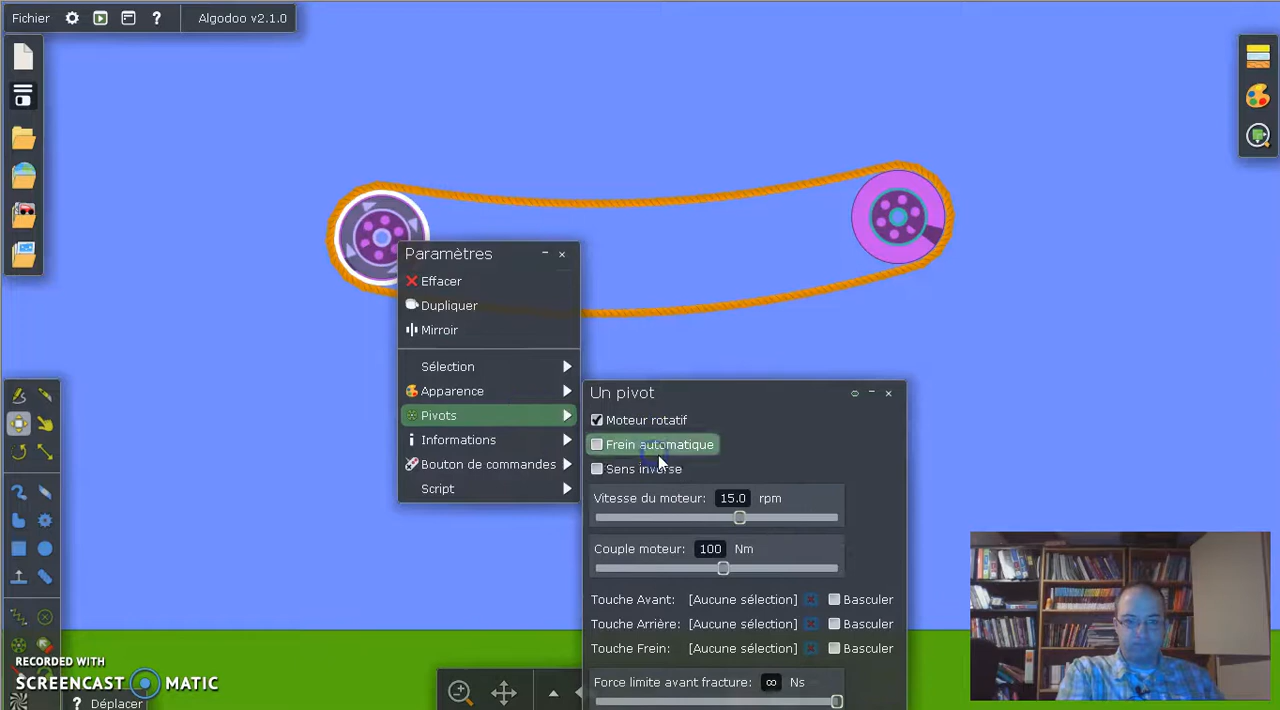 Fichier
?
Algodoo v2.1.0
Paramètres
Effacer
Dupliquer
Mirroir
Sélection
Apparence
Pivots
Informations
Bouton de commandes
Script
Un pivot
Moteur rotatif
Frein automatique
Sens inverse
Vitesse du moteur: 15.0 rpm
Couple moteur: 100 Nm
Touche Avant: [Aucune sélection] Basculer
Touche Arrière: [Aucune sélection] Basculer
Touche Frein: [Aucune sélection] Basculer
Force limite avant fracture: ∞ Ns
RECORDED WITH
SCREENCAST MATIC
? Déplacer